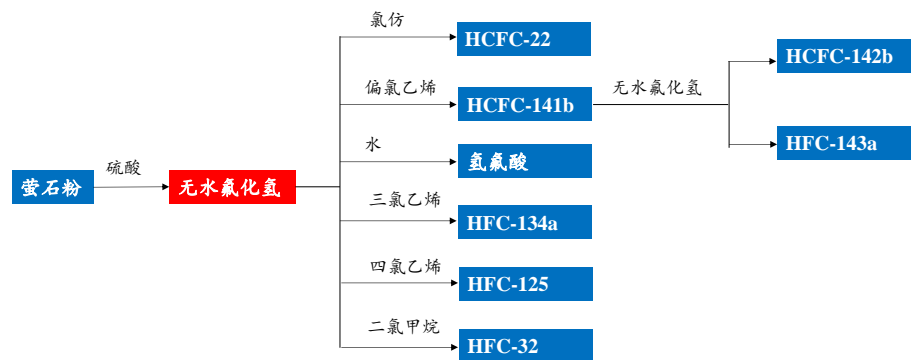 氯仿
HCFC-22
HCFC-142b
偏氯乙烯
无水氟化氢
HCFC-141b
水
氢氟酸
HFC-143a
硫酸
萤石粉
无水氟化氢
三氯乙烯
HFC-134a
四氯乙烯
HFC-125
二氯甲烷
HFC-32